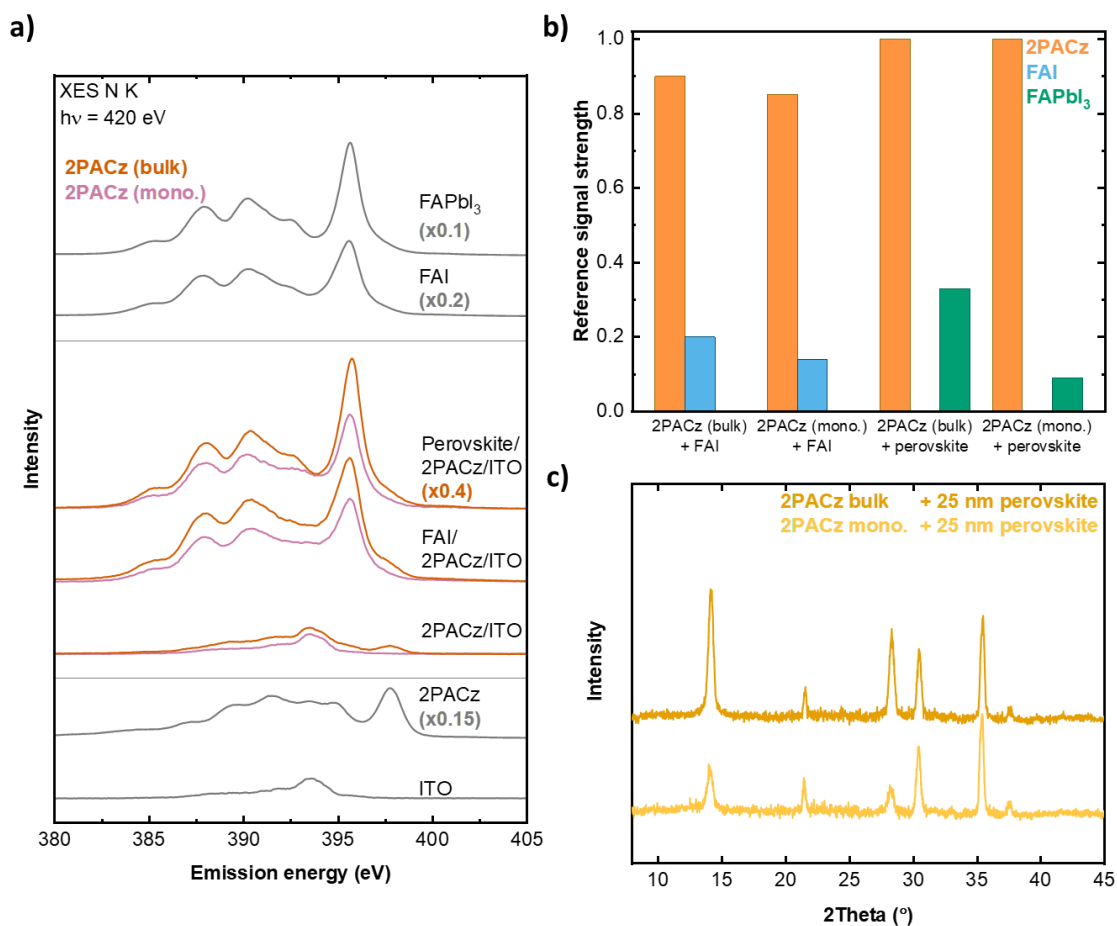 a)
XES N K
hν = 420 eV
2PACz (bulk)
2PACz (mono.)
FAPbI₃
(x0.1)
FAI
(x0.2)
Perovskite/
2PACz/ITO
(x0.4)
FAI/
2PACz/ITO
2PACz/ITO
2PACz
(x0.15)
ITO
Intensity
380 385 390 395 400 405
Emission energy (eV)
b)
2PACz
FAI
FAPbI₃
1.0
0.8
0.6
0.4
0.2
0.0
Reference signal strength
2PACz (bulk) 2PACz (mono.) 2PACz (bulk) 2PACz (mono.)
+ FAI + FAI + perovskite + perovskite
c)
2PACz bulk + 25 nm perovskite
2PACz mono. + 25 nm perovskite
Intensity
10 15 20 25 30 35 40 45
2Theta (°)